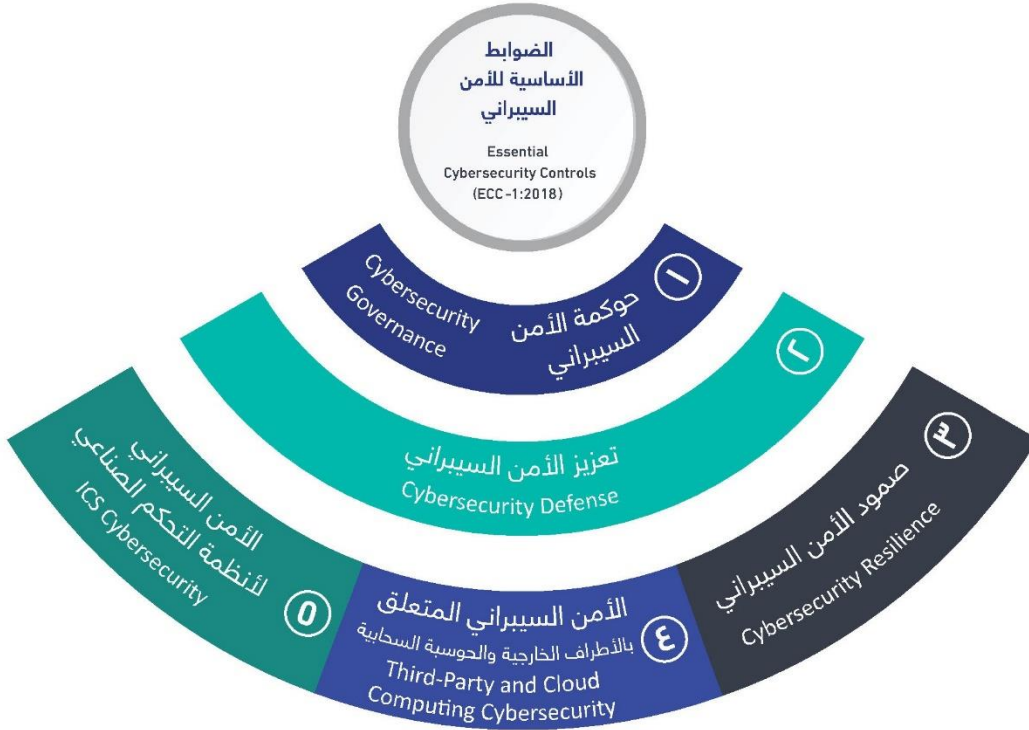 الضوابط
الأساسية للأمن
السيبراني
Essential
Cybersecurity Controls
(ECC-1:2018)
١
حوكمة الأمن
السيبراني
Cybersecurity
Governance
٢
تعزيز الأمن السيبراني
Cybersecurity Defense
٣
صمود الأمن السيبراني
Cybersecurity Resilience
٤
الأمن السيبراني المتعلق
بالأطراف الخارجية والحوسبة السحابية
Third-Party and Cloud
Computing Cybersecurity
٥
الأمن السيبراني
لأنظمة التحكم الصناعي
ICS Cybersecurity